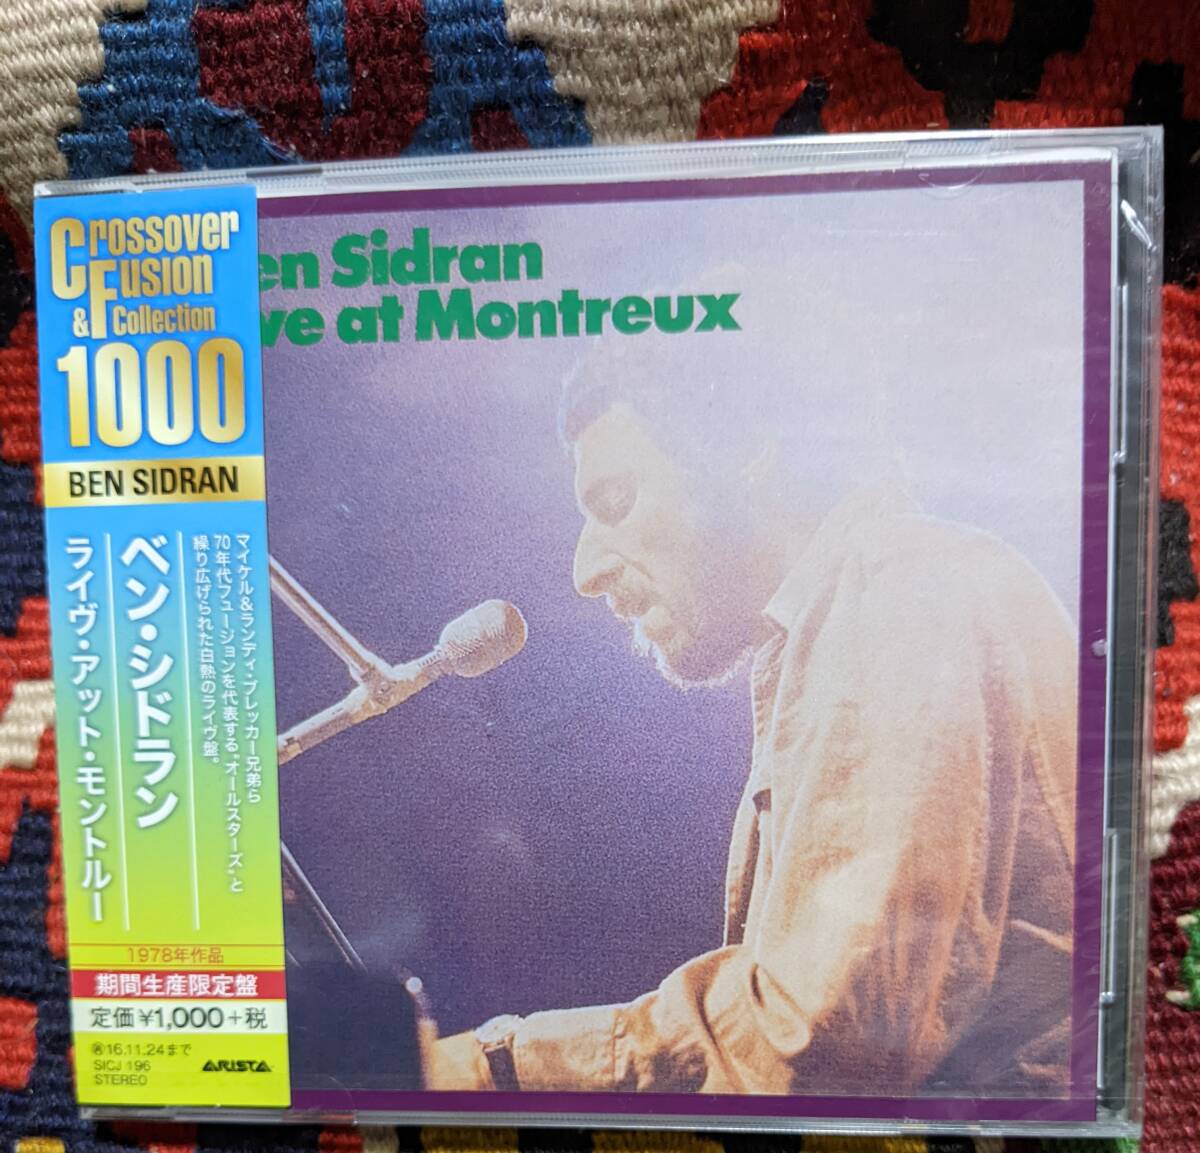 Crossover
& Fusion
Collection
1000
BEN SIDRAN
マイケル&ランディ・ブレッカー兄弟ら
70年代フュージョンを代表する“オールスターズ”と
繰り広げられた白熱のライヴ盤。
ベン・シドラン
ライヴ・アット・モントルー
1978年作品
期間生産限定盤
定価¥1,000+税
16.11.24まで
SICJ 196
STEREO
ARISTA
en Sidran
ve at Montreux